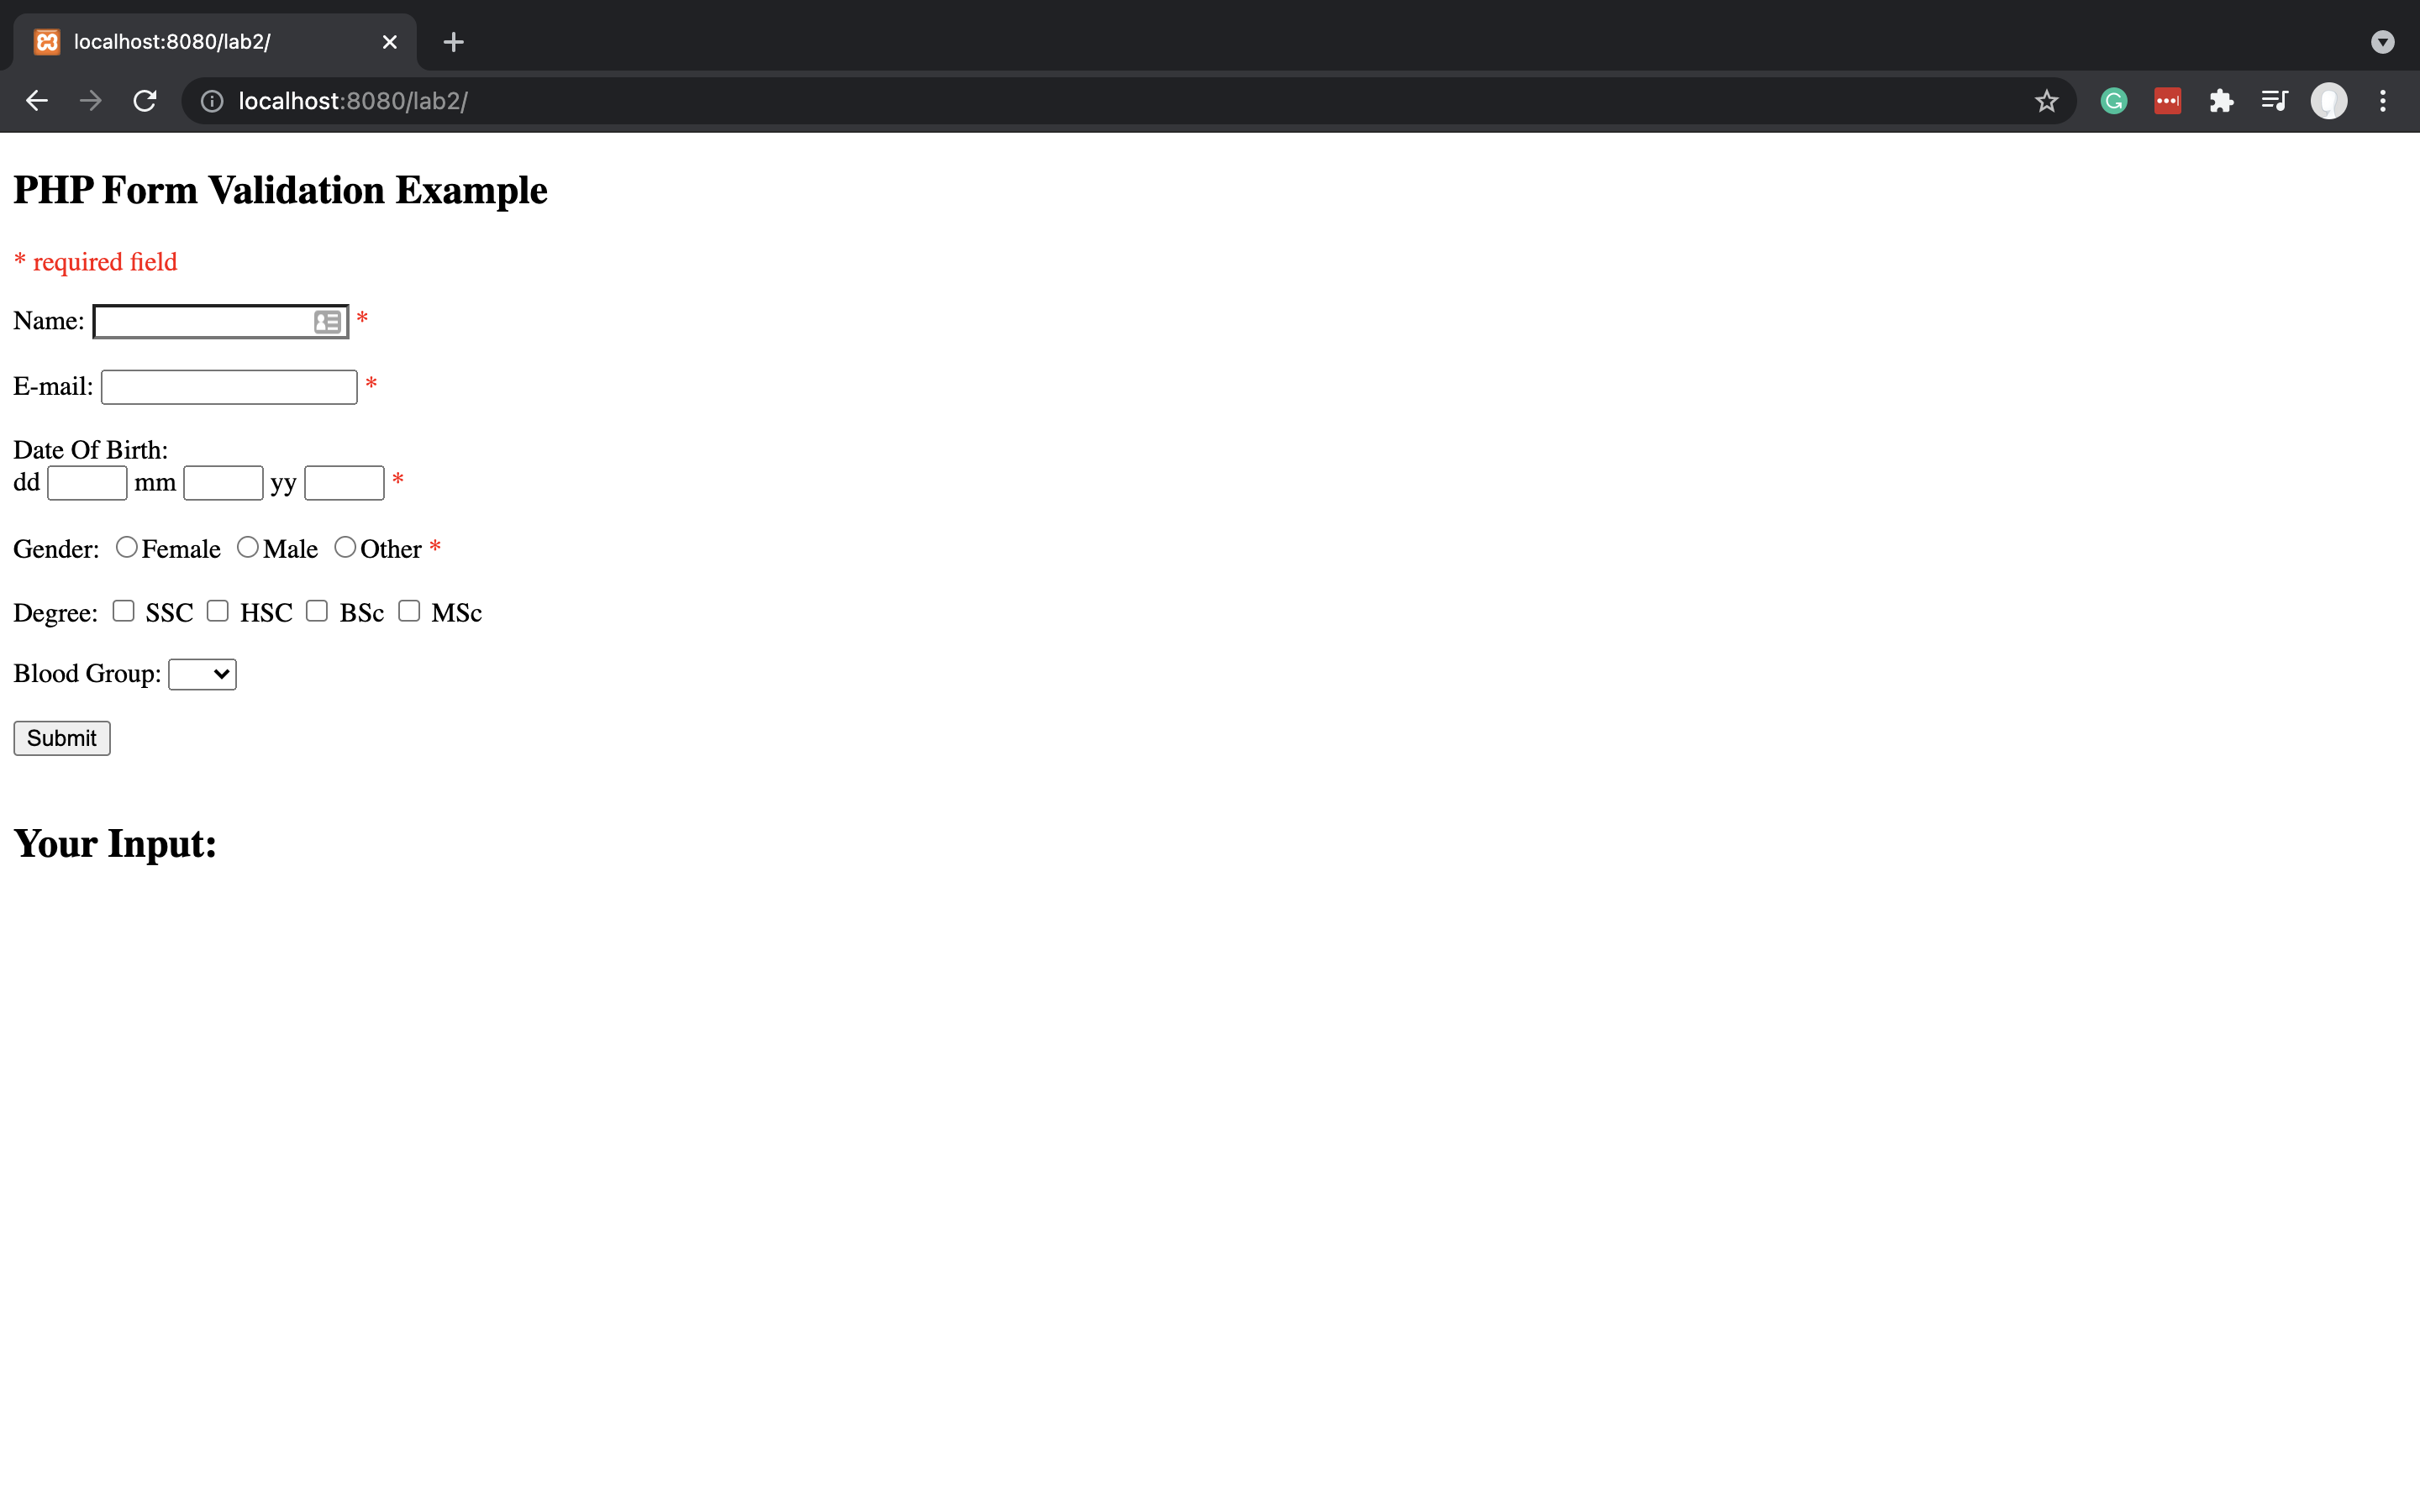 localhost:8080/lab2/
localhost:8080/lab2/
PHP Form Validation Example
* required field
Name: *
E-mail: *
Date Of Birth:
dd mm yy *
Gender: Female Male Other *
Degree: SSC HSC BSc MSc
Blood Group:
Submit
Your Input: